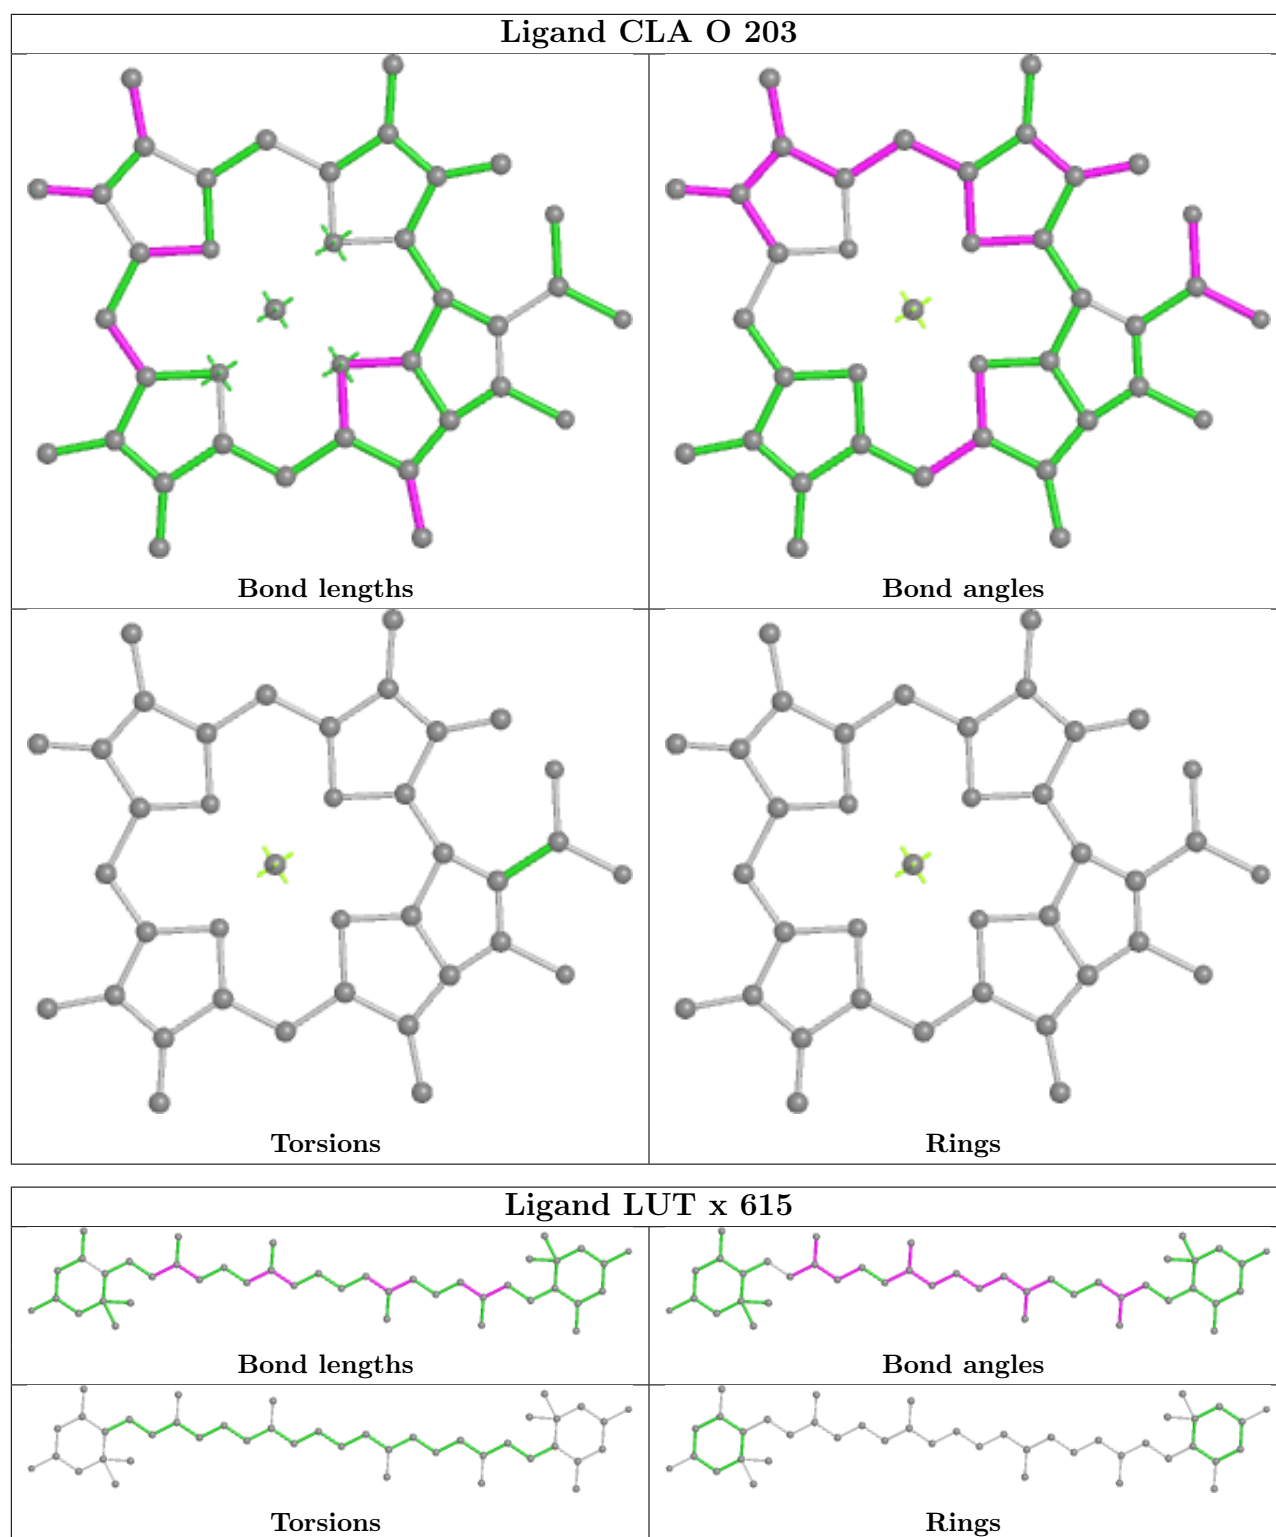 Ligand CLA O 203
Bond lengths
Bond angles
Torsions
Rings
Ligand LUT x 615
Bond lengths
Bond angles
Torsions
Rings